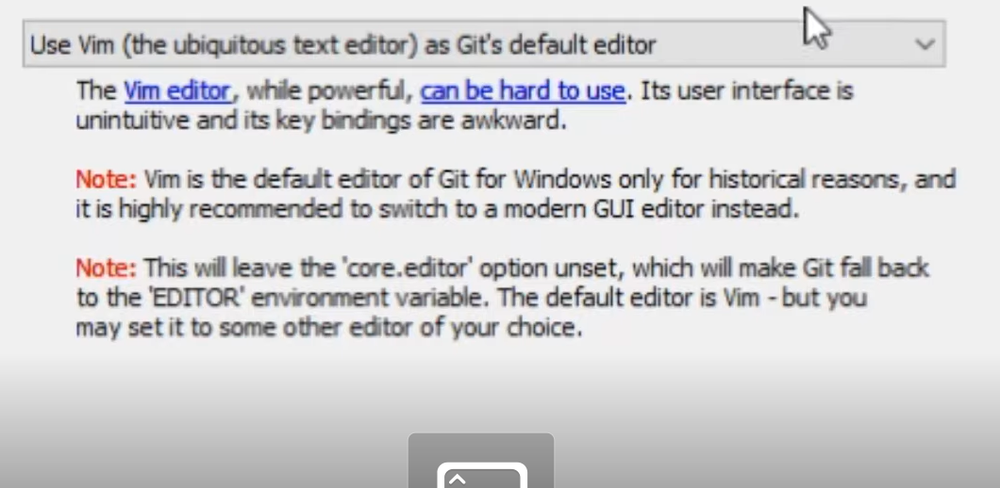 Use Vim (the ubiquitous text editor) as Git's default editor
The Vim editor, while powerful, can be hard to use. Its user interface is
unintuitive and its key bindings are awkward.
Note: Vim is the default editor of Git for Windows only for historical reasons, and
it is highly recommended to switch to a modern GUI editor instead.
Note: This will leave the 'core.editor' option unset, which will make Git fall back
to the 'EDITOR' environment variable. The default editor is Vim - but you
may set it to some other editor of your choice.